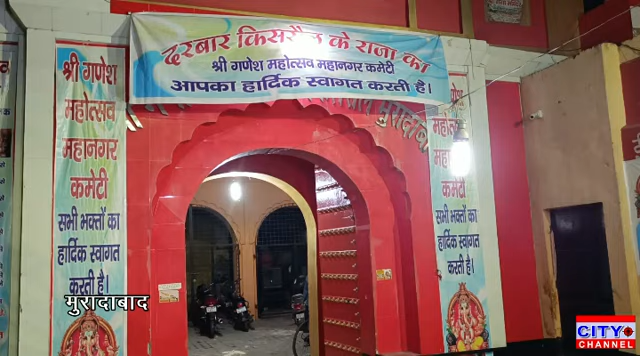 दरबार किसरौल के राजा का
श्री गणेश महोत्सव महानगर कमेटी
आपका हार्दिक स्वागत करती है।
मुरादाबाद
श्री गणेश
महोत्सव
महानगर
कमेटी
सभी भक्तों का
हार्दिक
स्वागत
करती है।
मुरादाबाद
गणेश
महोत्सव
महानगर
कमेटी
सभी भक्तों का
हार्दिक
स्वागत
करती है।
CITY
CHANNEL